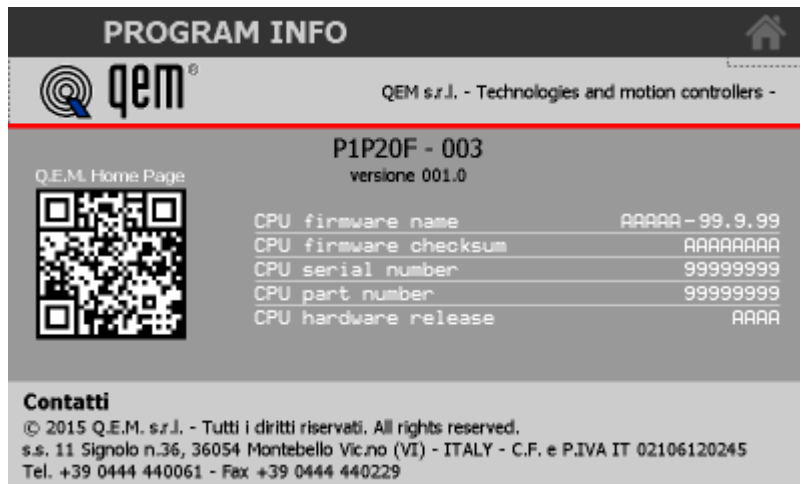 PROGRAM INFO
qem®
QEM s.r.l. - Technologies and motion controllers -
P1P20F - 003
versione 001.0
Q.E.M. Home Page
CPU firmware name AAAAA-99.9.99
CPU firmware checksum AAAAAAAA
CPU serial number 99999999
CPU part number 99999999
CPU hardware release AAAA
Contatti
© 2015 Q.E.M. s.r.l. - Tutti i diritti riservati. All rights reserved.
s.s. 11 Signolo n.36, 36054 Montebello Vic.no (VI) - ITALY - C.F. e P.IVA IT 02106120245
Tel. +39 0444 440061 - Fax +39 0444 440229